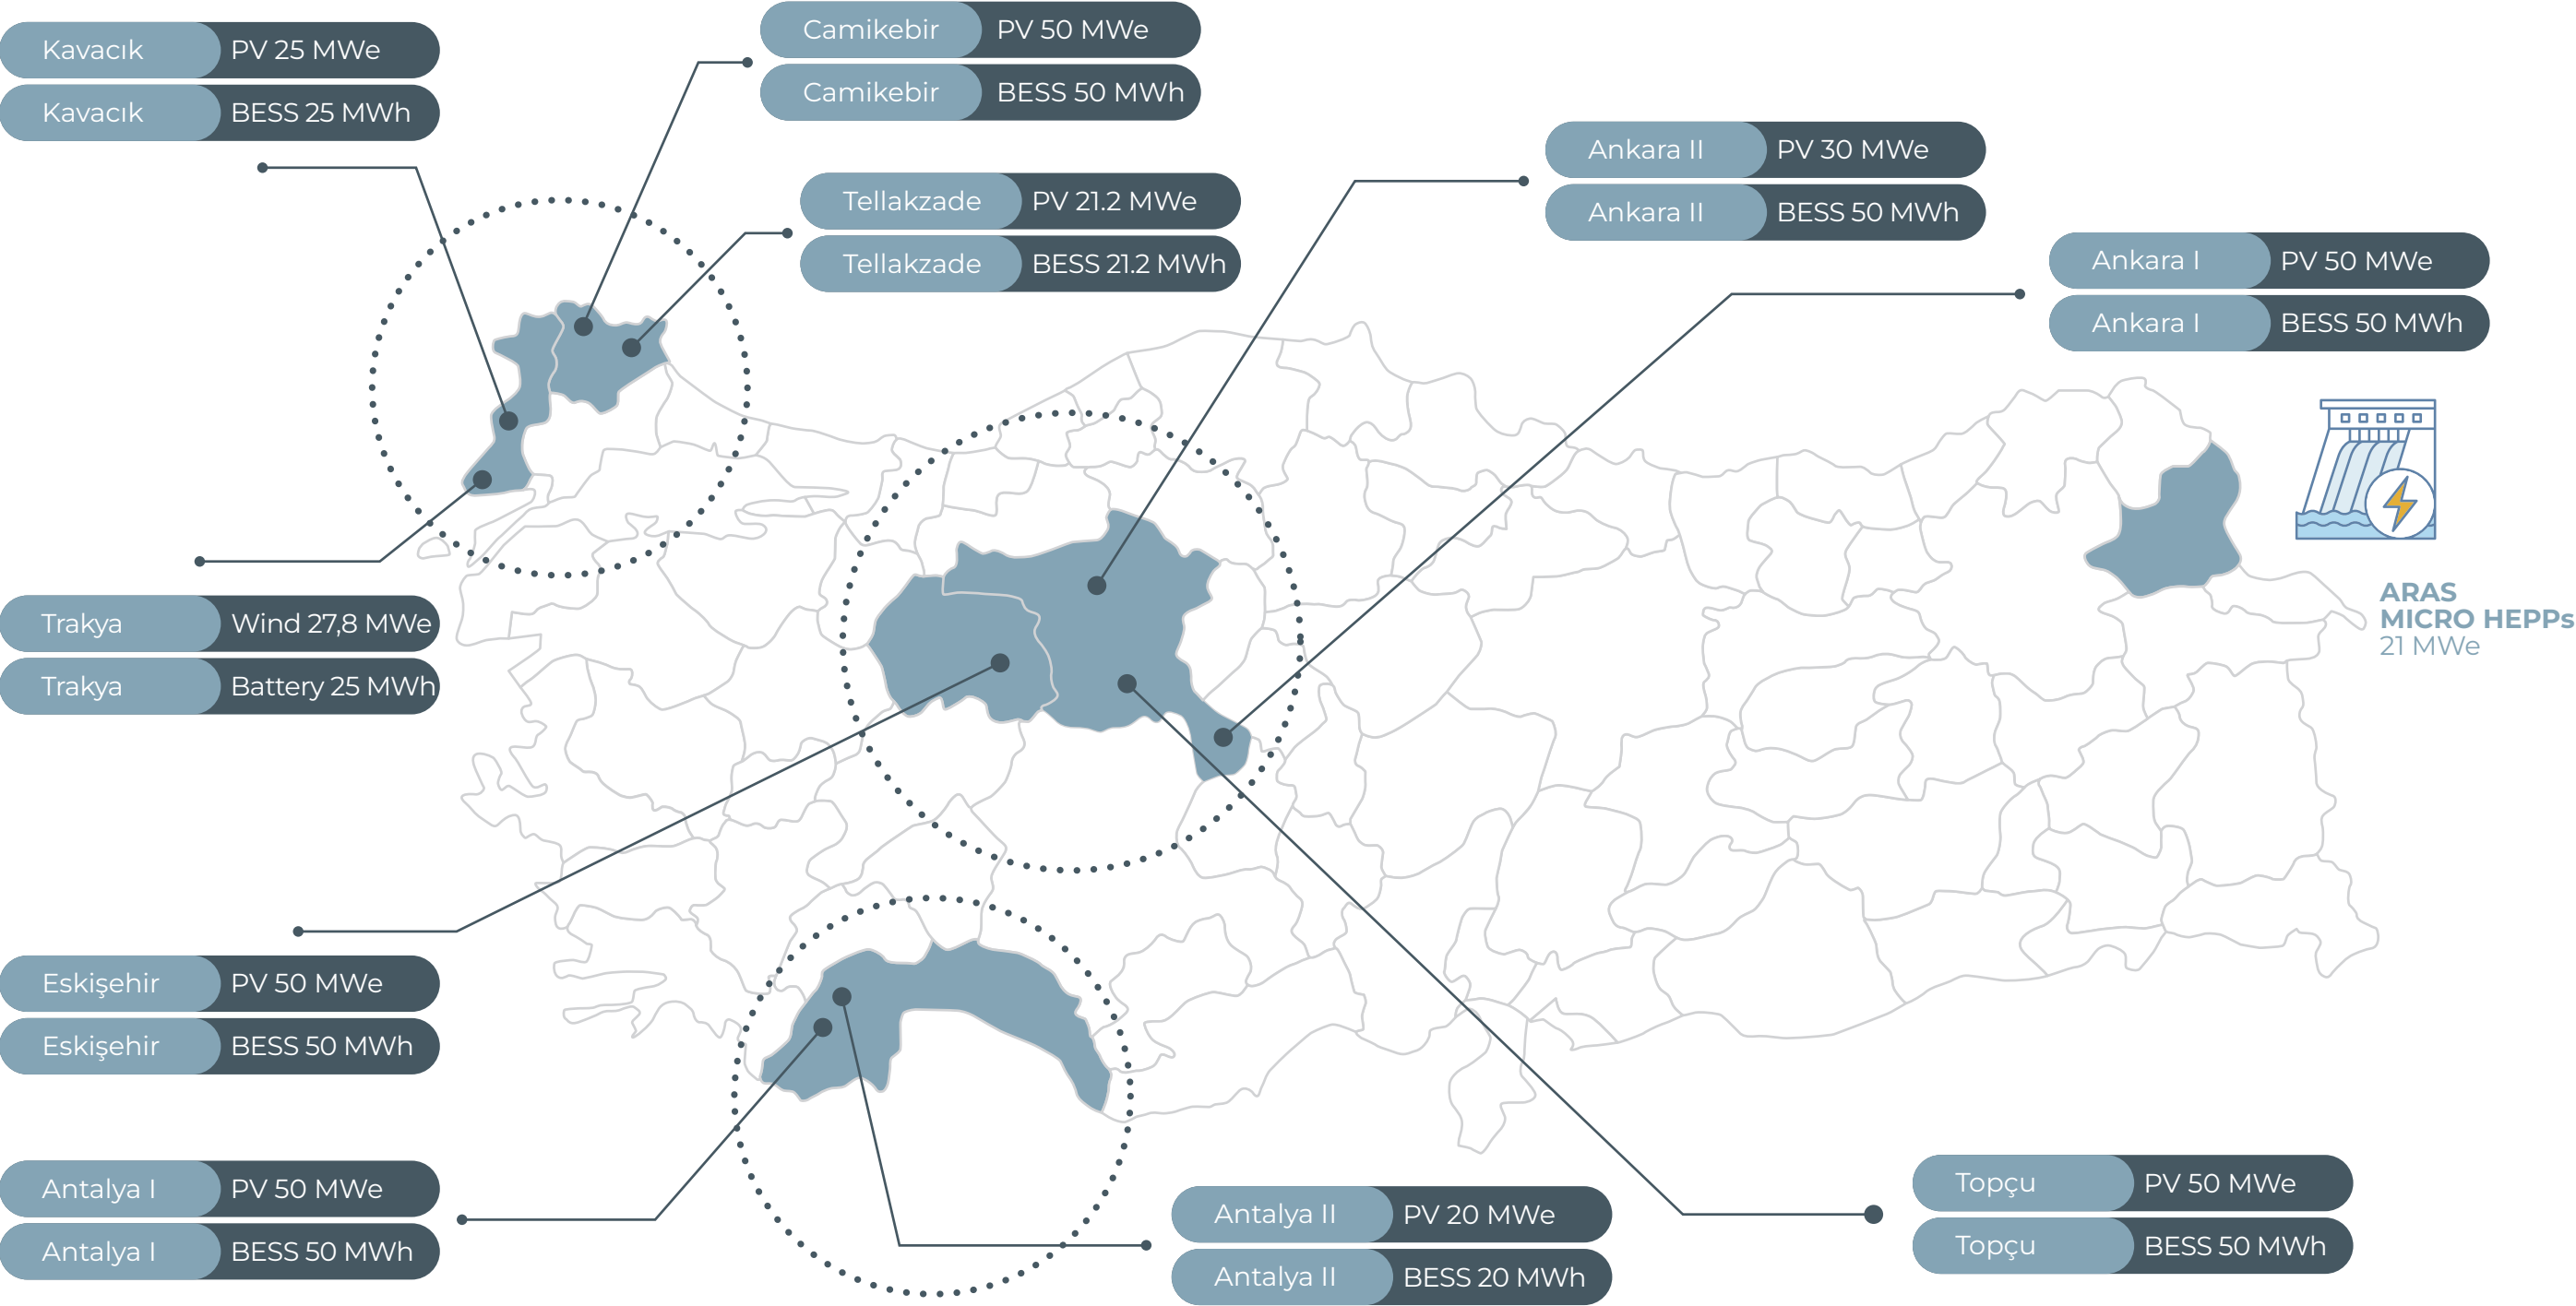 Kavacık PV 25 MWe
Kavacık BESS 25 MWh
Camikebir PV 50 MWe
Camikebir BESS 50 MWh
Tellakzade PV 21.2 MWe
Tellakzade BESS 21.2 MWh
Ankara II PV 30 MWe
Ankara II BESS 50 MWh
Ankara I PV 50 MWe
Ankara I BESS 50 MWh
ARAS
MICRO HEPPs
21 MWe
Trakya Wind 27,8 MWe
Trakya Battery 25 MWh
Eskişehir PV 50 MWe
Eskişehir BESS 50 MWh
Antalya I PV 50 MWe
Antalya I BESS 50 MWh
Antalya II PV 20 MWe
Antalya II BESS 20 MWh
Topçu PV 50 MWe
Topçu BESS 50 MWh